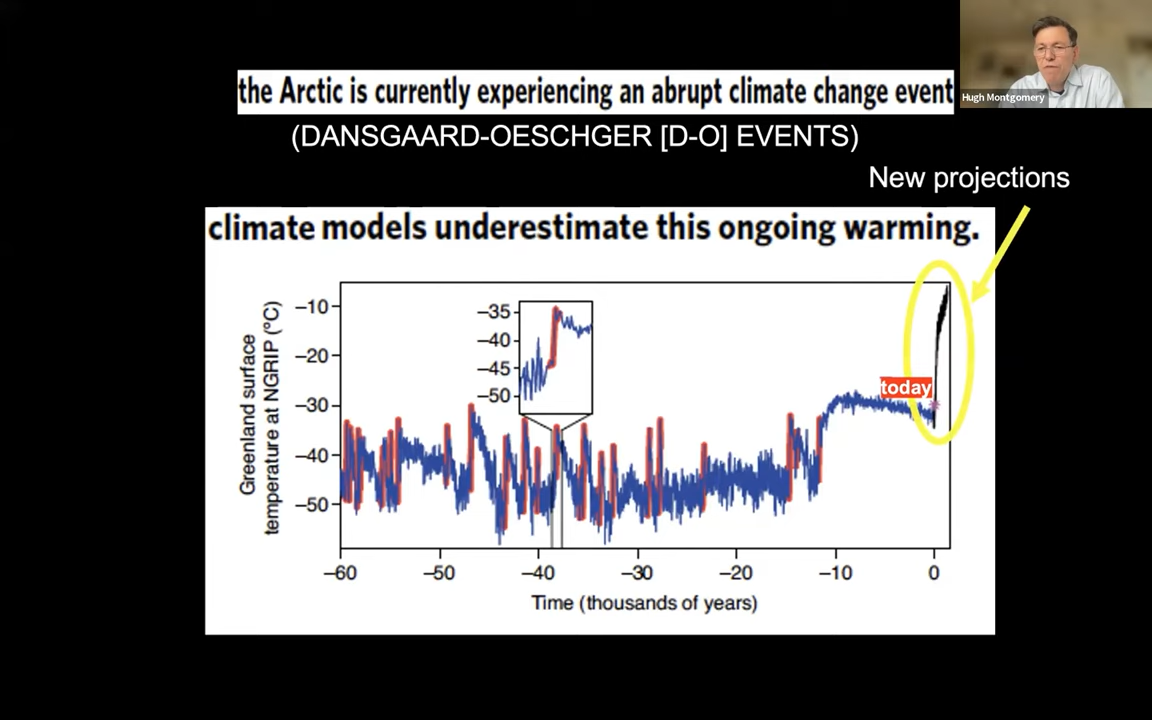 the Arctic is currently experiencing an abrupt climate change event
Hugh Montgomery
(DANSGAARD-OESCHGER [D-O] EVENTS)
New projections
climate models underestimate this ongoing warming.
Greenland surface
temperature at NGRIP (°C)
–10
–20
–30
–40
–50
–35
–40
–45
–50
today
–60
–50
–40
–30
–20
–10
0
Time (thousands of years)